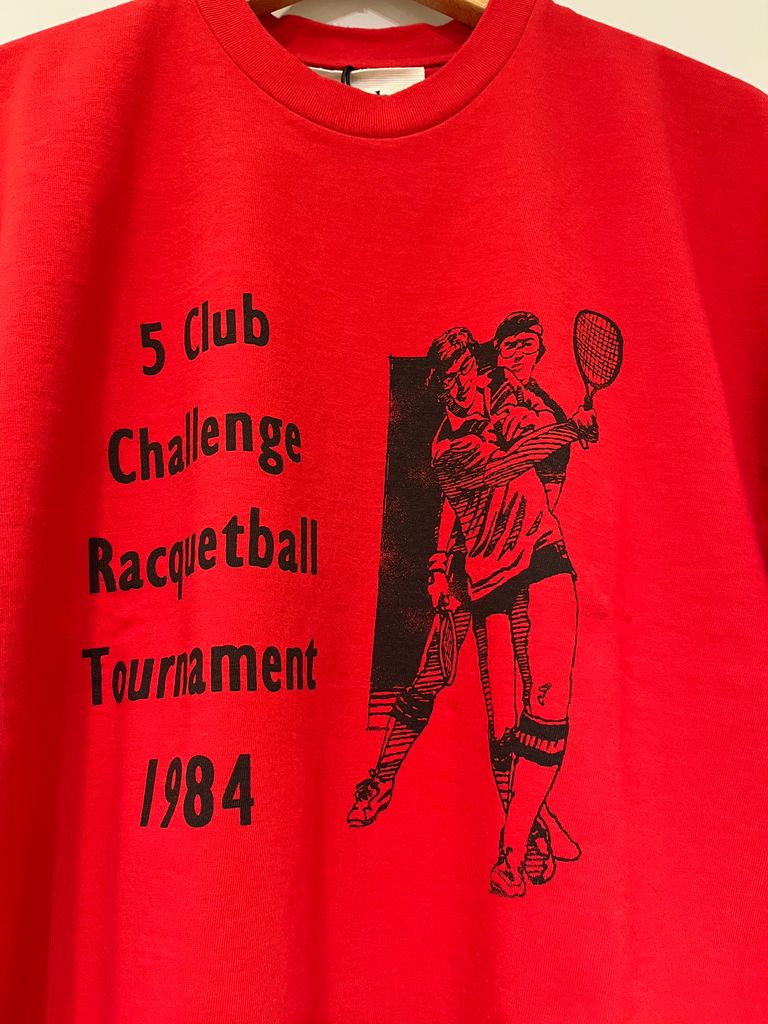 5 Club
Challenge
Racquetball
Tournament
1984